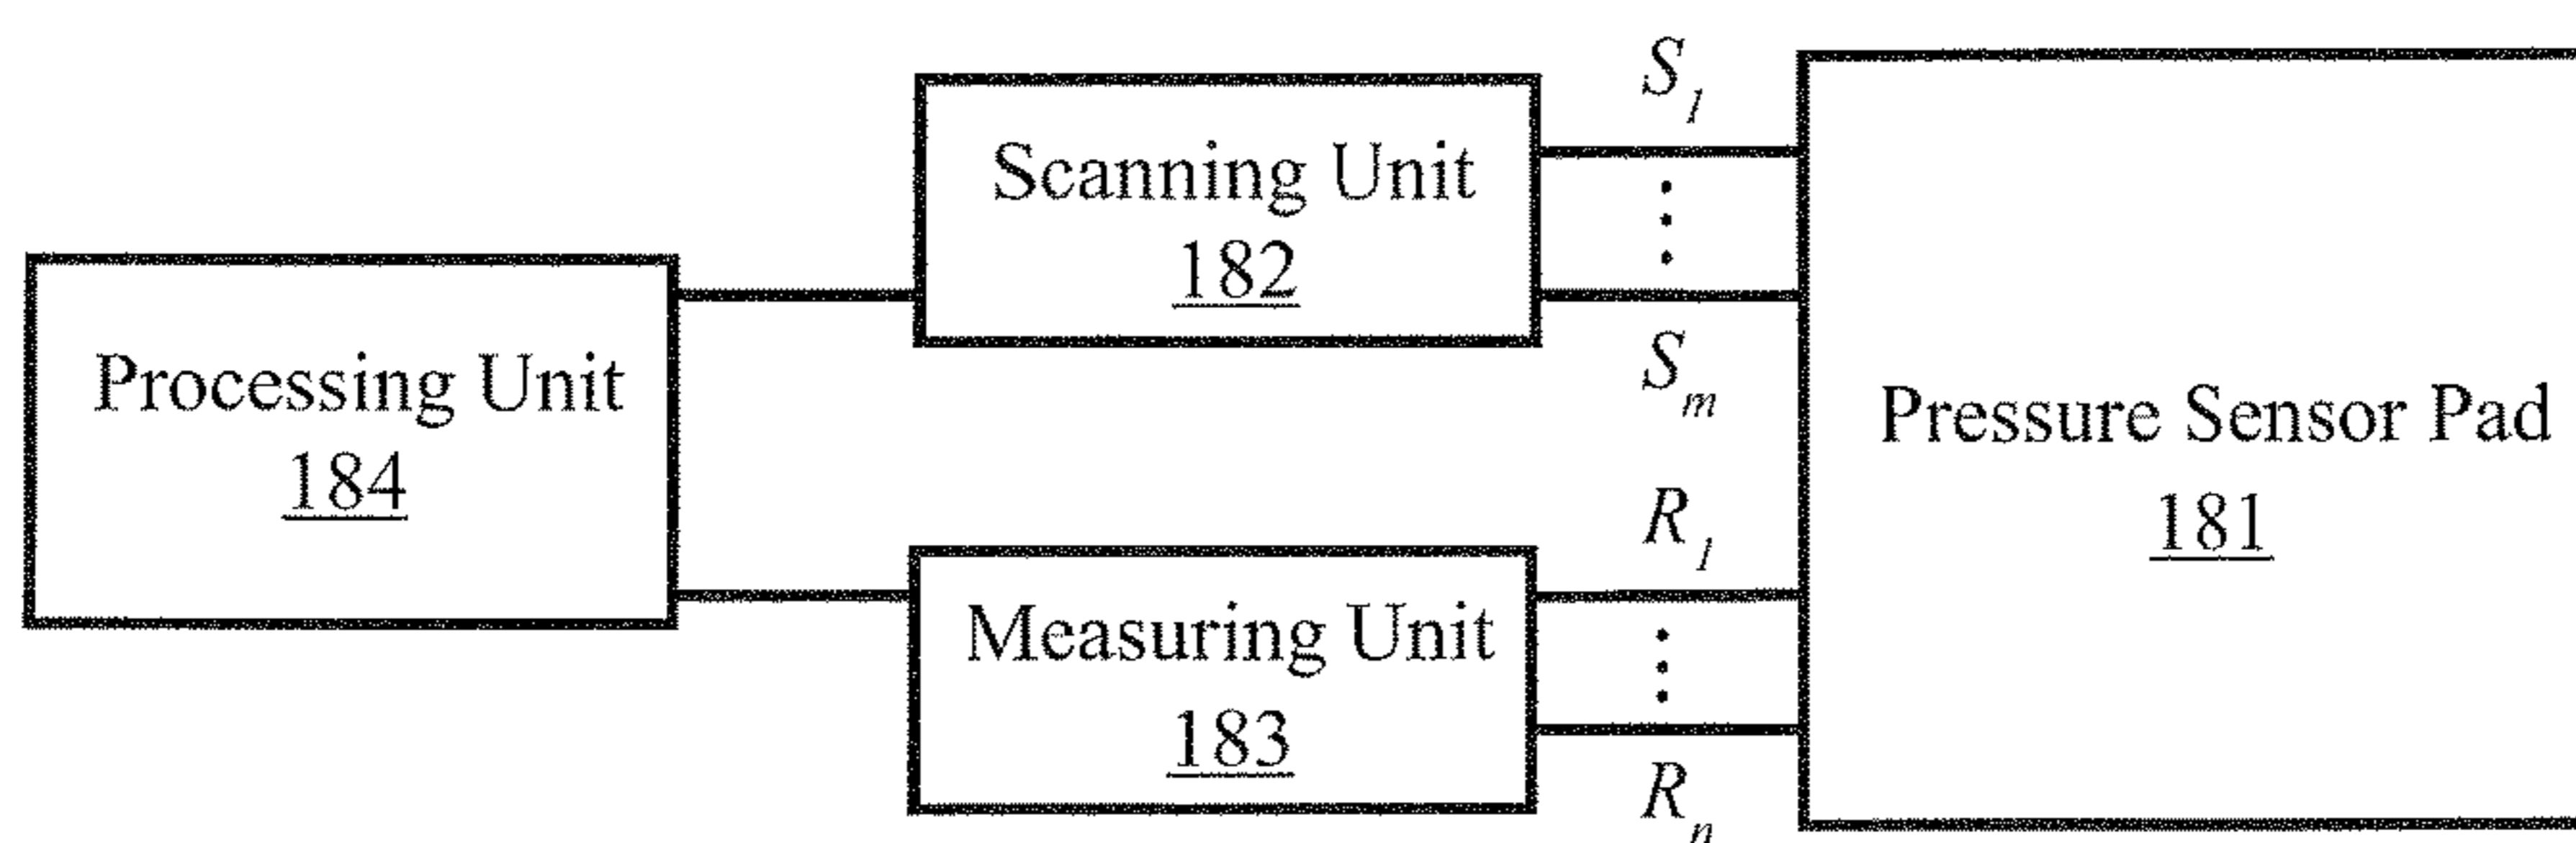 Processing Unit
184
Scanning Unit
182
Measuring Unit
183
S1
Sm
R1
Rn
Pressure Sensor Pad
181